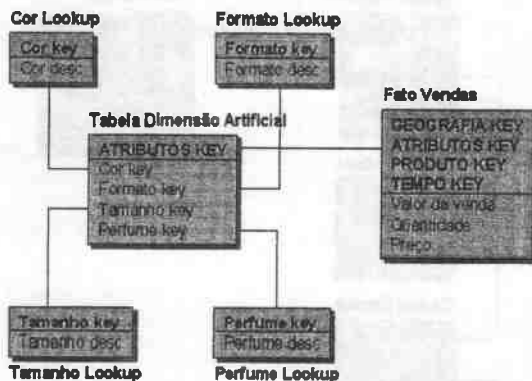 Cor Lookup
Cor key
Cor desc
Formato Lookup
Formato key
Formato desc
Tabela Dimensão Artificial
ATRIBUTOS KEY
Cor key
Formato key
Tamanho key
Perfume key
Fato Vendas
GEOGRAFIA KEY
ATRIBUTOS KEY
PRODUTO KEY
TEMPO KEY
Valor da venda
Quantidade
Preço
Tamanho key
Tamanho desc
Tamanho Lookup
Perfume key
Perfume desc
Perfume Lookup